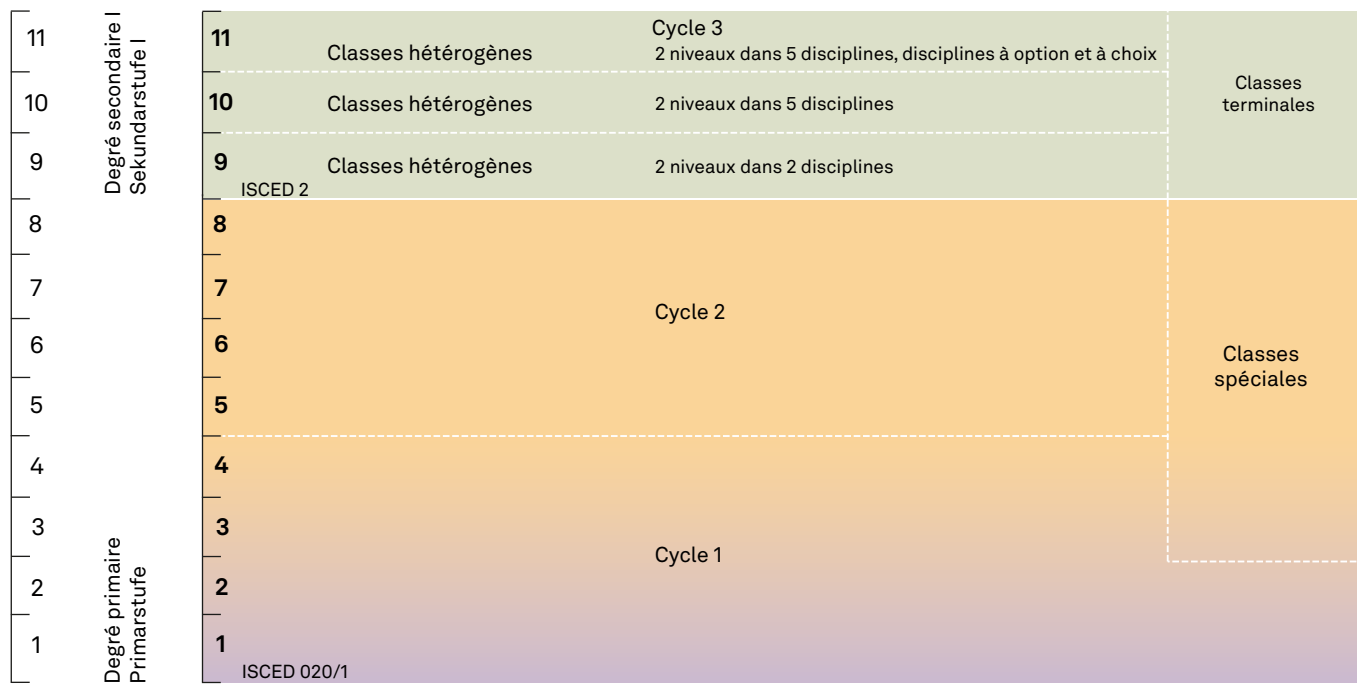 11
10
9
8
7
6
5
4
3
2
1
Degré secondaire I
Sekundarstufe I
Degré primaire
Primarstufe
11
Cycle 3
Classes hétérogènes
2 niveaux dans 5 disciplines, disciplines à option et à choix
10
Classes hétérogènes
2 niveaux dans 5 disciplines
9
Classes hétérogènes
2 niveaux dans 2 disciplines
ISCED 2
Classes
terminales
8
7
Cycle 2
6
5
Classes
spéciales
4
3
Cycle 1
2
1
ISCED 020/1